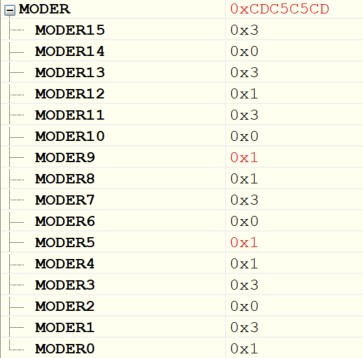 MODER 0xCDC5C5CD
MODER15 0x3
MODER14 0x0
MODER13 0x3
MODER12 0x1
MODER11 0x3
MODER10 0x0
MODER9 0x1
MODER8 0x1
MODER7 0x3
MODER6 0x0
MODER5 0x1
MODER4 0x1
MODER3 0x3
MODER2 0x0
MODER1 0x3
MODER0 0x1